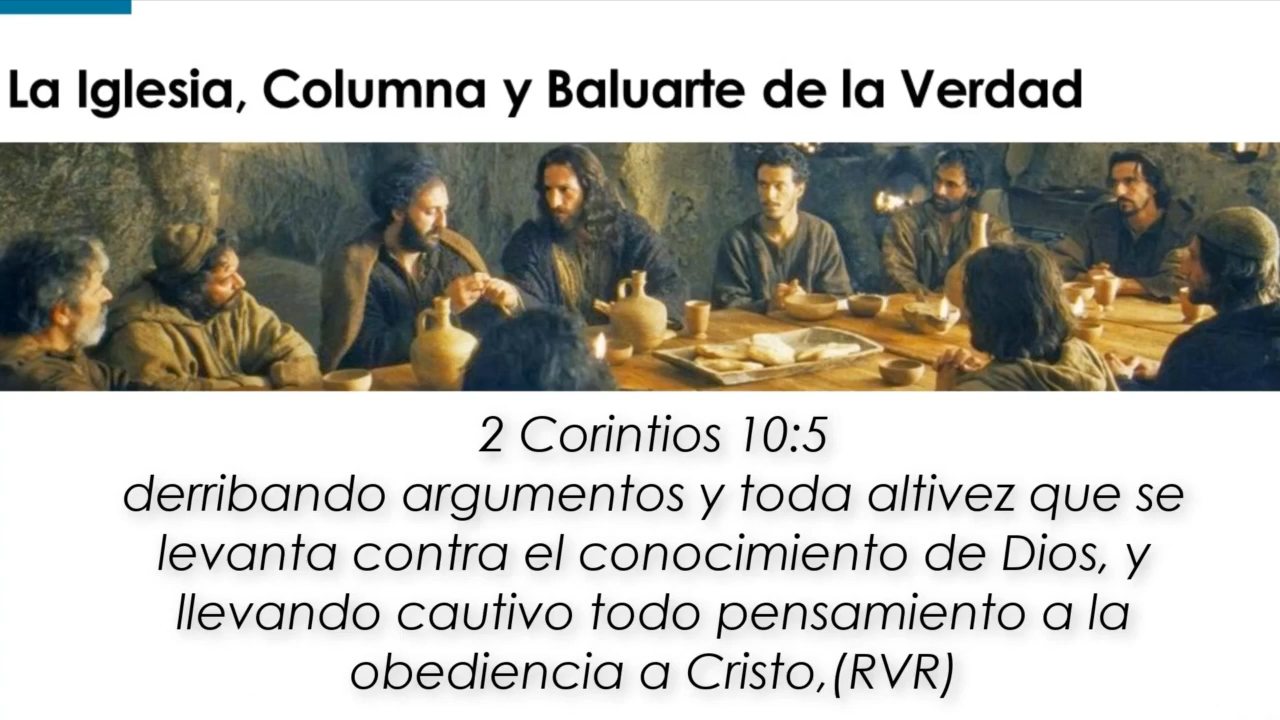 La Iglesia, Columna y Baluarte de la Verdad
2 Corintios 10:5
derribando argumentos y toda altivez que se
levanta contra el conocimiento de Dios, y
llevando cautivo todo pensamiento a la
obediencia a Cristo,(RVR)